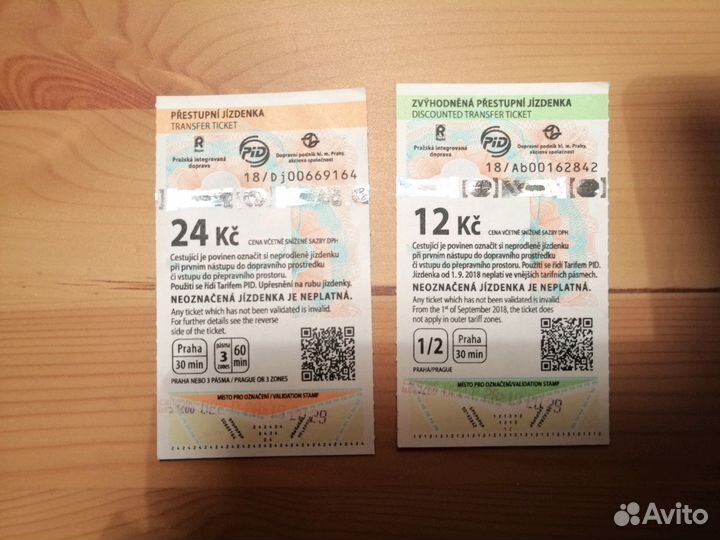 PŘESTUPNÍ JÍZDENKA
TRANSFER TICKET
R
PID
Pražská integrovaná
doprava
Dopravní podnik hl. m. Prahy,
akciová společnost
18/Dj00669164
24 Kč CENA VČETNĚ SNÍŽENÉ SAZBY DPH
Cestující je povinen označit si neprodleně jízdenku
při prvním nástupu do dopravního prostředku
či vstupu do přepravního prostoru.
Použití se řídí Tarifem PID. Upřesnění na rubu jízdenky.
NEOZNAČENÁ JÍZDENKA JE NEPLATNÁ.
Any ticket which has not been validated is invalid.
For further details see the reverse
side of the ticket.
Praha
30 min
pásma
3
ZONES
60
min
PRAHA NEBO 3 PÁSMA / PRAGUE OR 3 ZONES
MÍSTO PRO OZNAČENÍ/VALIDATION STAMP
ZVÝHODNĚNÁ PŘESTUPNÍ JÍZDENKA
DISCOUNTED TRANSFER TICKET
R
PID
Pražská integrovaná
doprava
Dopravní podnik hl. m. Prahy,
akciová společnost
18/Ab00162842
12 Kč CENA VČETNĚ SNÍŽENÉ SAZBY DPH
Cestující je povinen označit si neprodleně jízdenku
při prvním nástupu do dopravního prostředku
či vstupu do přepravního prostoru. Použití se řídí Tarifem PID.
Jízdenka od 1. 9. 2018 neplatí ve vnějších tarifních pásmech.
NEOZNAČENÁ JÍZDENKA JE NEPLATNÁ.
Any ticket which has not been validated is invalid.
From the 1st of September 2018, the ticket does
not apply in outer tariff zones.
1/2
Praha
30 min
PRAHA/PRAGUE
MÍSTO PRO OZNAČENÍ/VALIDATION STAMP
Avito